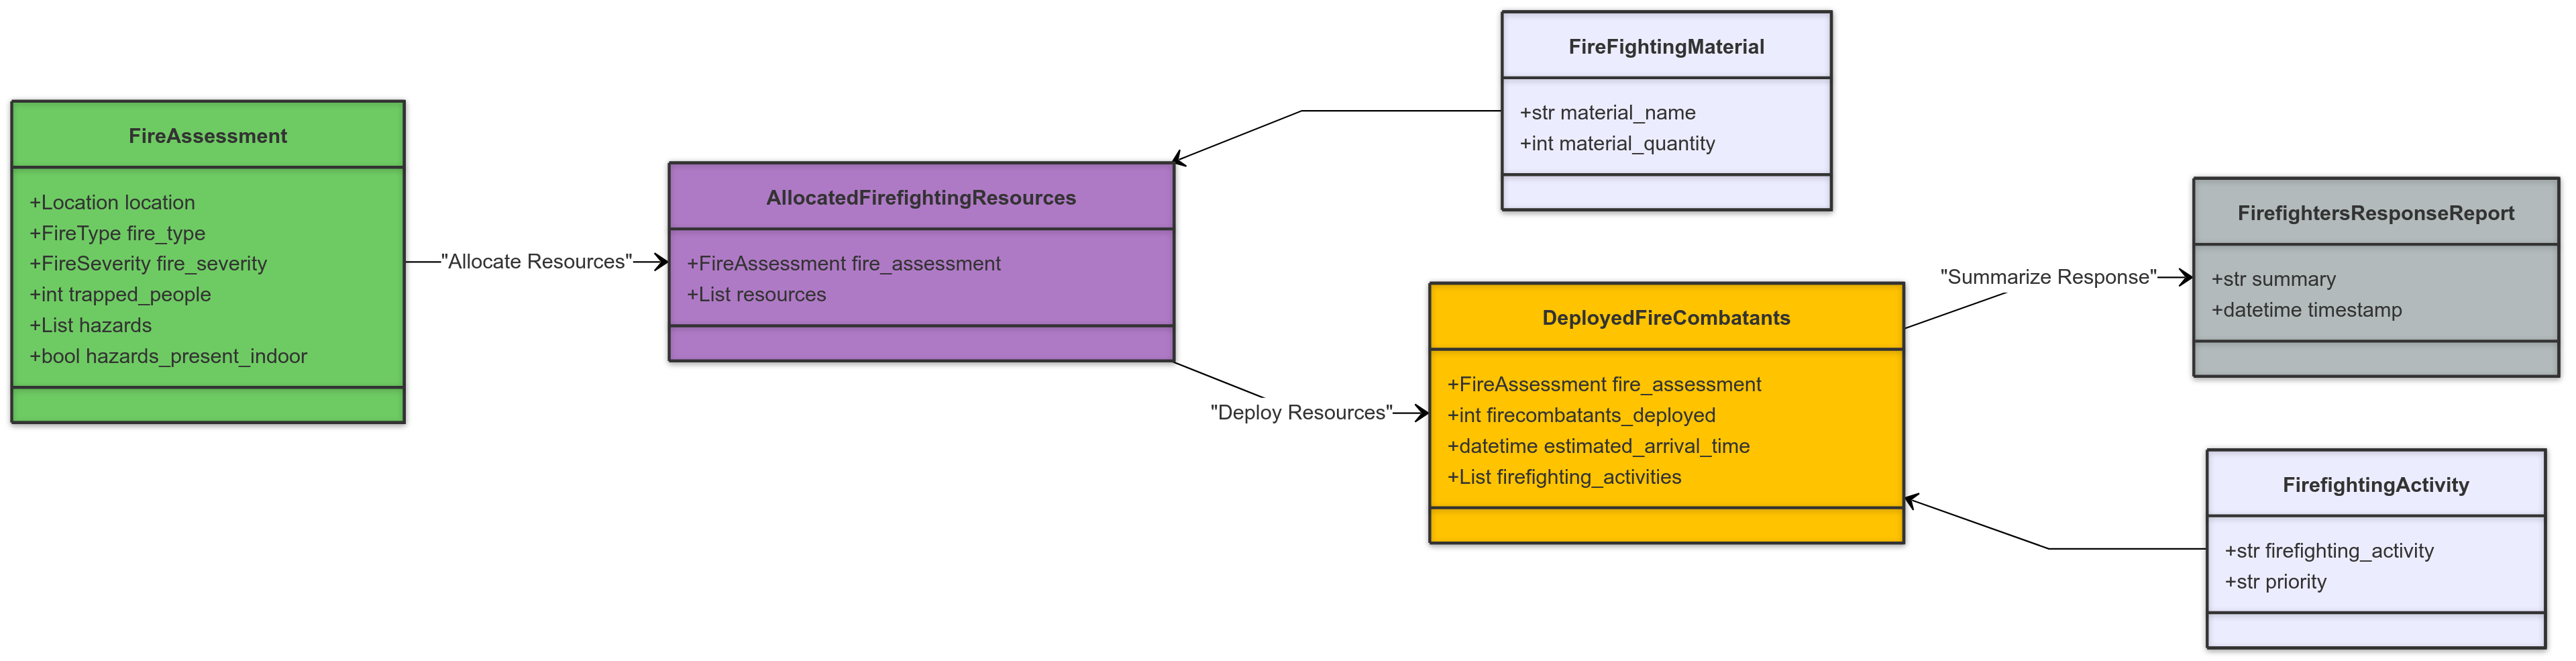 FireAssessment
+Location location
+FireType fire_type
+FireSeverity fire_severity
+int trapped_people
+List hazards
+bool hazards_present_indoor
"Allocate Resources"
AllocatedFirefightingResources
+FireAssessment fire_assessment
+List resources
FireFightingMaterial
+str material_name
+int material_quantity
"Deploy Resources"
DeployedFireCombatants
+FireAssessment fire_assessment
+int firecombatants_deployed
+datetime estimated_arrival_time
+List firefighting_activities
"Summarize Response"
FirefightersResponseReport
+str summary
+datetime timestamp
FirefightingActivity
+str firefighting_activity
+str priority